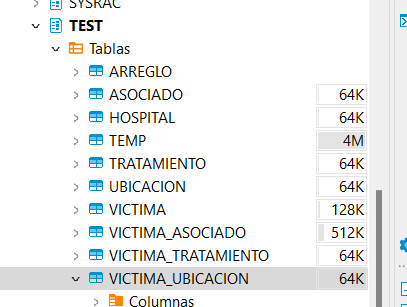 SYSRAC
TEST
Tablas
ARREGLO
ASOCIADO 64K
HOSPITAL 64K
TEMP 4M
TRATAMIENTO 64K
UBICACION 64K
VICTIMA 128K
VICTIMA_ASOCIADO 512K
VICTIMA_TRATAMIENTO 64K
VICTIMA_UBICACION 64K
Columnas